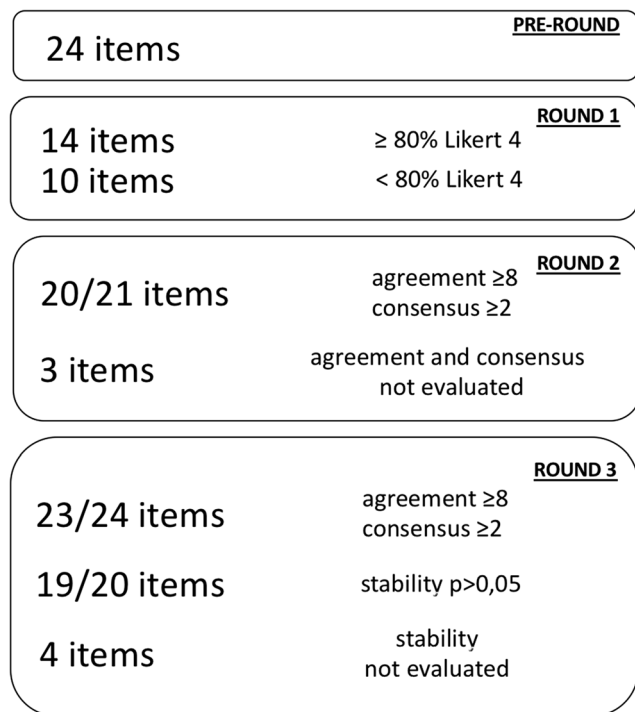 PRE-ROUND
24 items
ROUND 1
14 items ≥ 80% Likert 4
10 items < 80% Likert 4
ROUND 2
20/21 items
agreement ≥8
consensus ≥2
3 items
agreement and consensus
not evaluated
ROUND 3
23/24 items
agreement ≥8
consensus ≥2
19/20 items stability p>0,05
4 items
stability
not evaluated